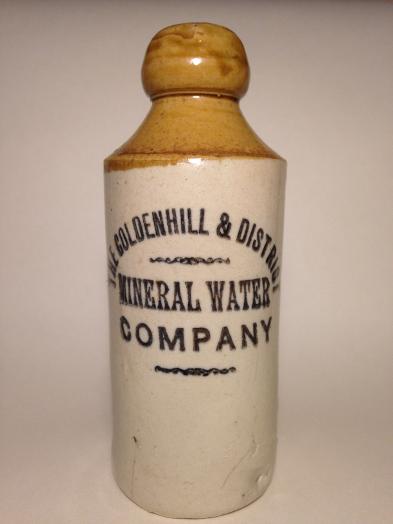 THE GOLDENHILL & DISTRICT
MINERAL WATER
COMPANY